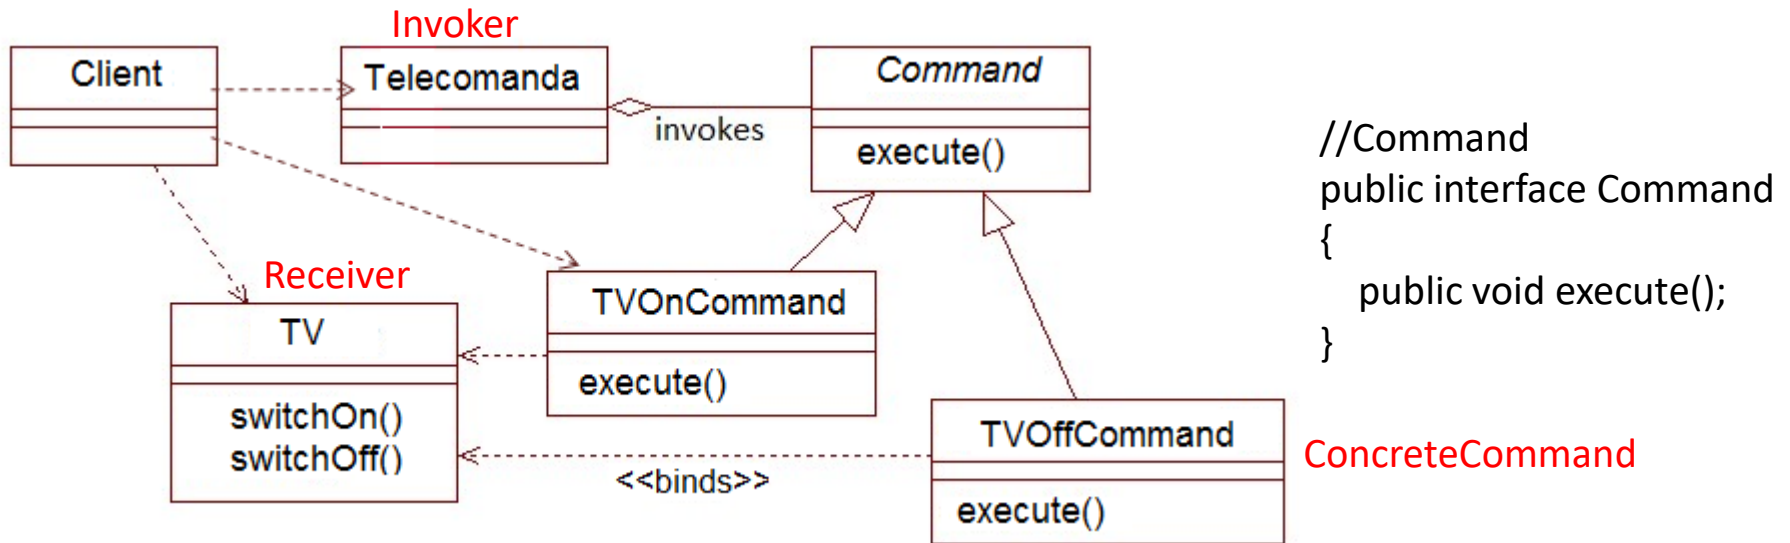 Invoker
Client
Telecomanda
Command
invokes
execute()
//Command
public interface Command
{
public void execute();
}
Receiver
TV
switchOn()
switchOff()
TVOnCommand
execute()
<<binds>>
TVOffCommand
execute()
ConcreteCommand